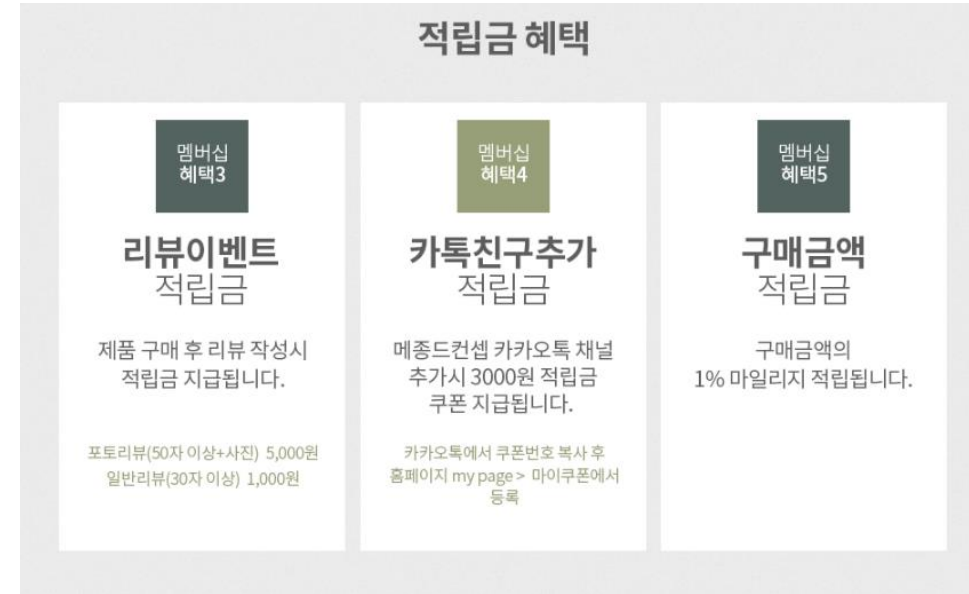 적립금 혜택
멤버십
혜택3
리뷰이벤트
적립금
제품 구매 후 리뷰 작성시
적립금 지급됩니다.
포토리뷰(50자 이상+사진) 5,000원
일반리뷰(30자 이상) 1,000원
멤버십
혜택4
카톡친구추가
적립금
메종드컨셉 카카오톡 채널
추가시 3000원 적립금
쿠폰 지급됩니다.
카카오톡에서 쿠폰번호 복사 후
홈페이지 my page > 마이쿠폰에서
등록
멤버십
혜택5
구매금액
적립금
구매금액의
1% 마일리지 적립됩니다.